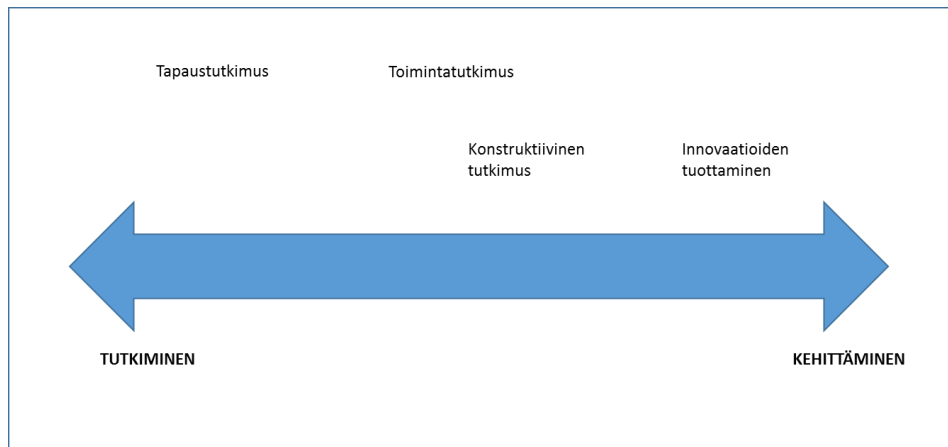 Tapaustutkimus
Toimintatutkimus
Konstruktiivinen
tutkimus
Innovaatioiden
tuottaminen
TUTKIMINEN
KEHITTÄMINEN